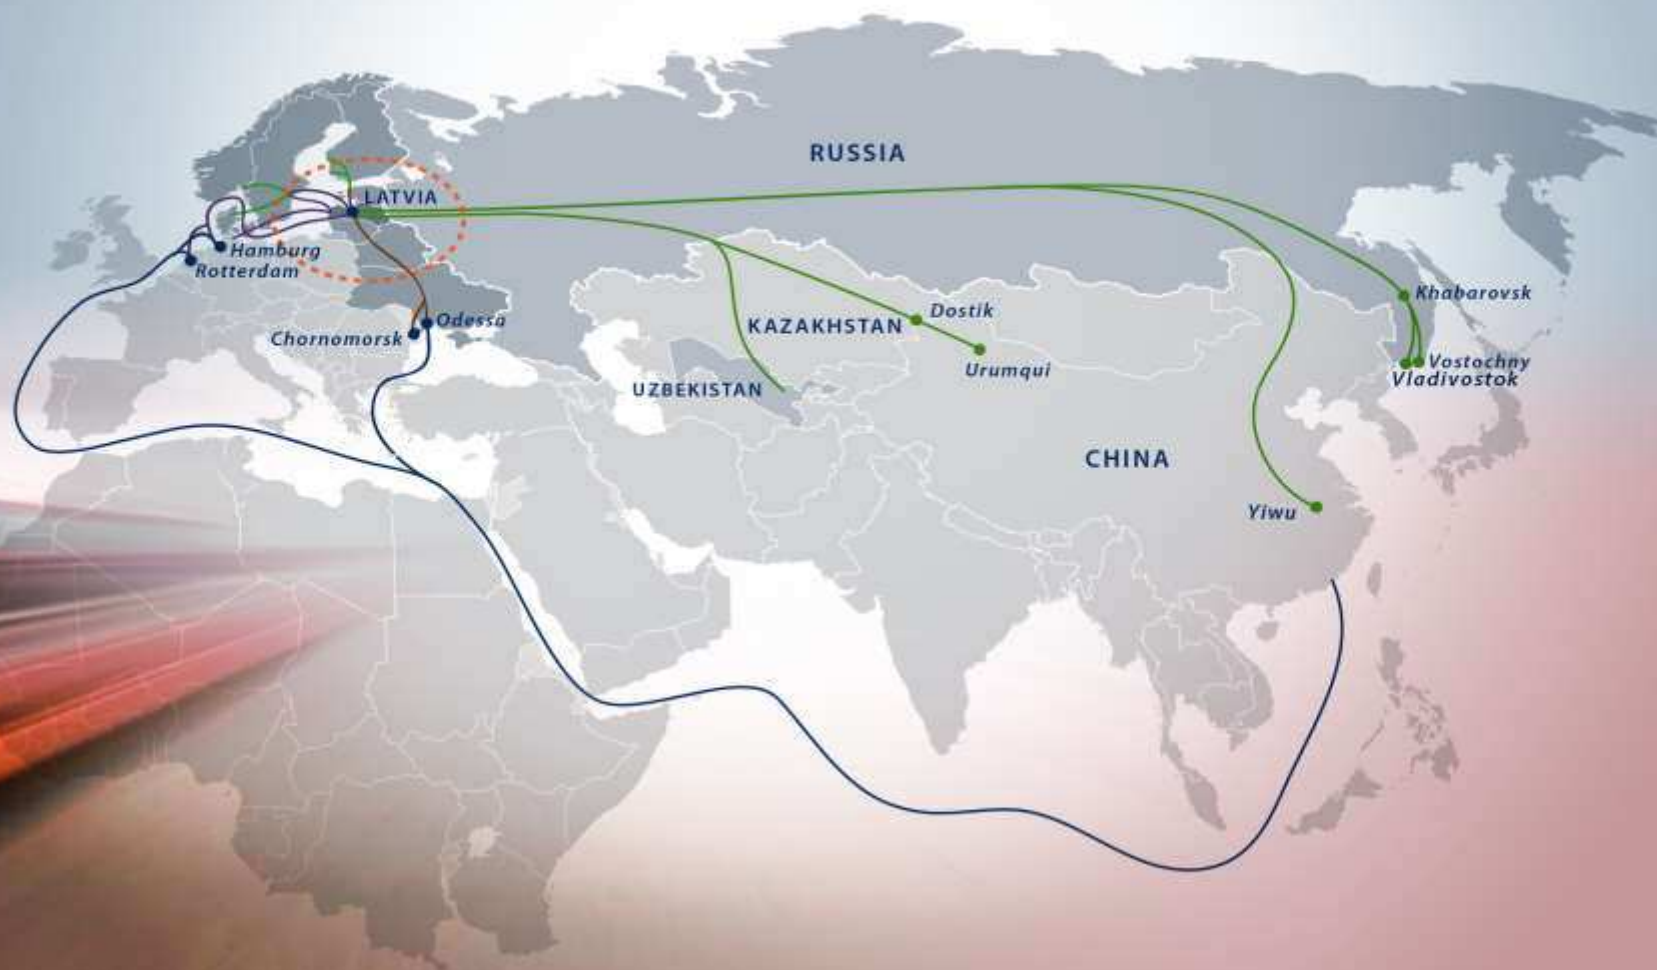 RUSSIA
LATVIA
Hamburg
Rotterdam
Khabarovsk
Dostik
Odessa
KAZAKHSTAN
Chornomorsk
Vostochny
Urumqui
Vladivostok
UZBEKISTAN
CHINA
Yiwu